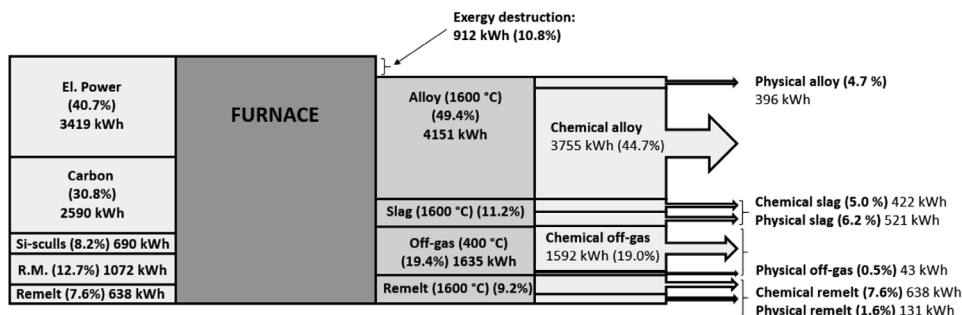 Exergy destruction:
912 kWh (10.8%)
El. Power
(40.7%)
3419 kWh
Carbon
(30.8%)
2590 kWh
Si-sculls (8.2%) 690 kWh
R.M. (12.7%) 1072 kWh
Remelt (7.6%) 638 kWh
FURNACE
Alloy (1600 °C)
(49.4%)
4151 kWh
Slag (1600 °C) (11.2%)
Off-gas (400 °C)
(19.4%) 1635 kWh
Remelt (1600 °C) (9.2%)
Chemical alloy
3755 kWh (44.7%)
Chemical off-gas
1592 kWh (19.0%)
Physical alloy (4.7 %)
396 kWh
Chemical slag (5.0 %) 422 kWh
Physical slag (6.2 %) 521 kWh
Physical off-gas (0.5%) 43 kWh
Chemical remelt (7.6%) 638 kWh
Physical remelt (1.6%) 131 kWh